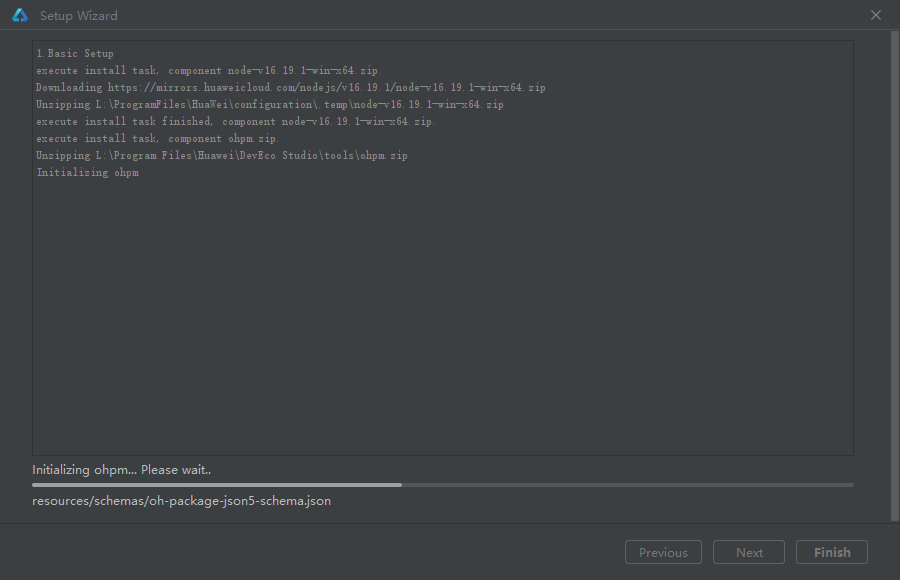 Setup Wizard
1.Basic Setup
execute install task, component node-v16.19.1-win-x64.zip.
Downloading https://mirrors.huaweicloud.com/nodejs/v16.19.1/node-v16.19.1-win-x64.zip
Unzipping L:\ProgramFiles\HuaWei\configuration\.temp\node-v16.19.1-win-x64.zip
execute install task finished, component node-v16.19.1-win-x64.zip.
execute install task, component ohpm.zip.
Unzipping L:\Program Files\Huawei\DevEco Studio\tools\ohpm.zip
Initializing ohpm
Initializing ohpm... Please wait..
resources/schemas/oh-package-json5-schema.json
Previous
Next
Finish